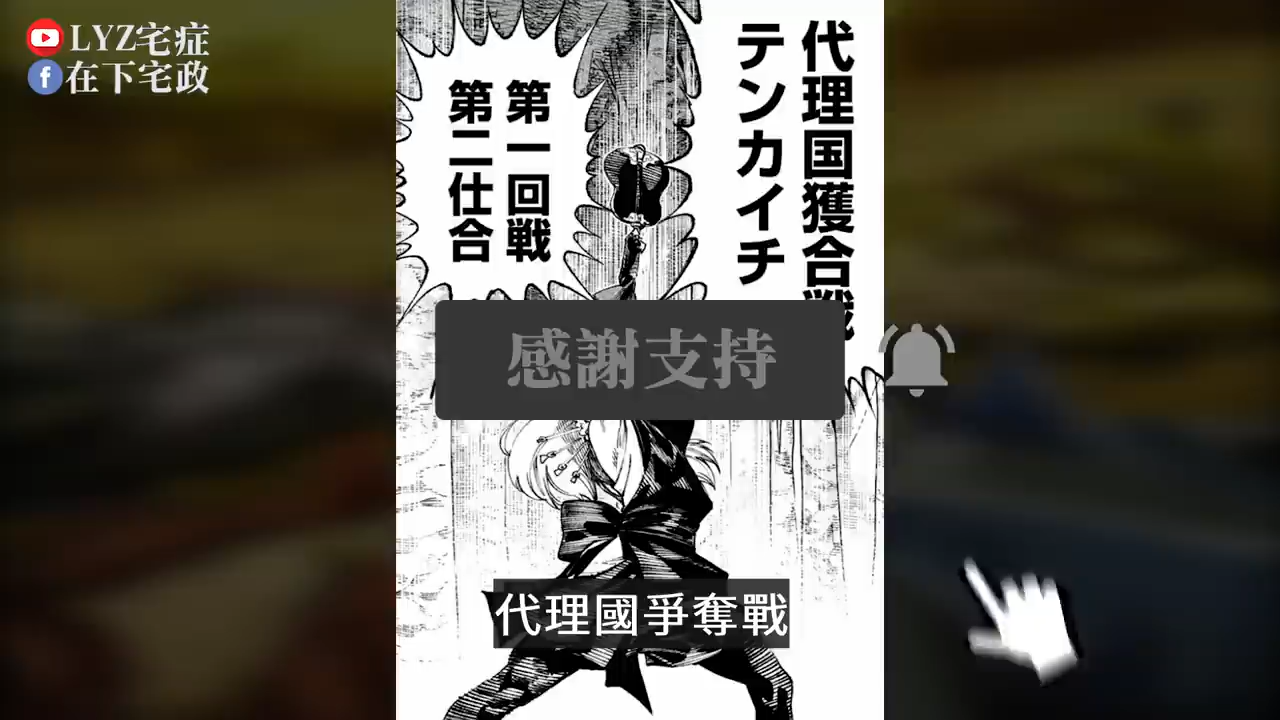 LYZ宅症
在下宅政
代理国獲合戦
テンカイチ
第一回戦
第二仕合
感謝支持
代理國爭奪戰